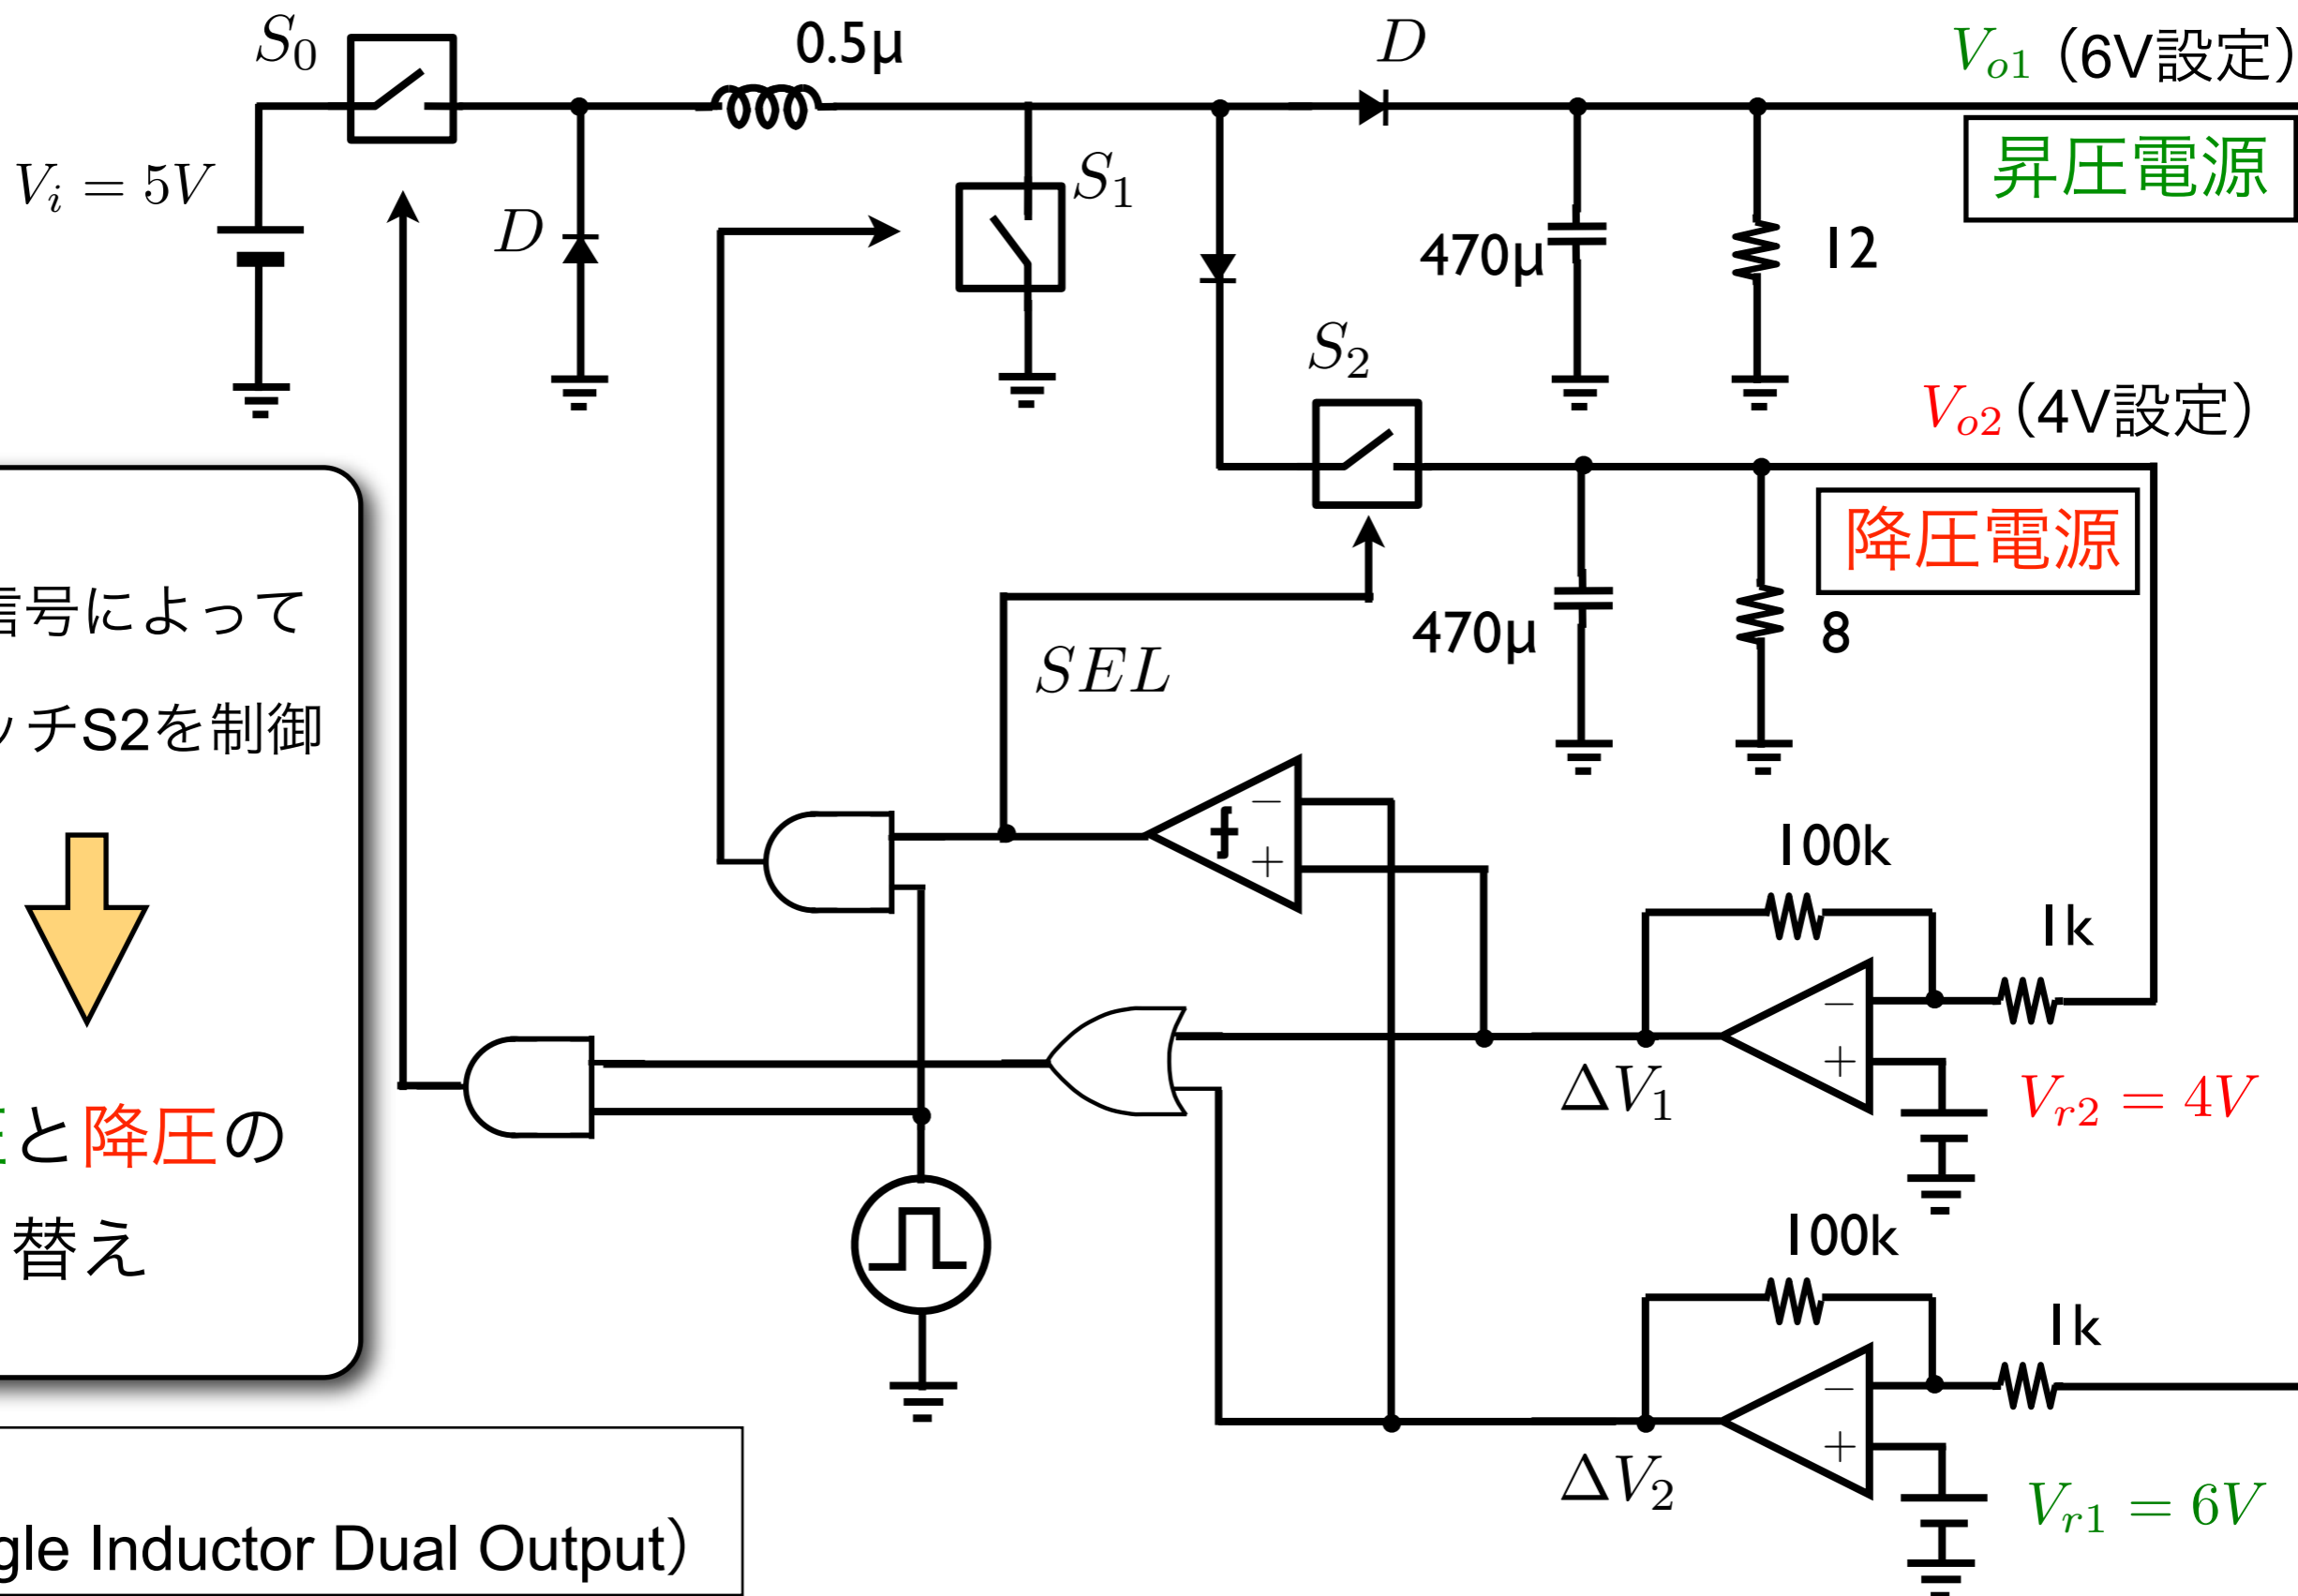 S0
0.5μ
D
Vo1（6V設定）
昇圧電源
Vi = 5V
D
S1
470μ
12
S2
Vo2（4V設定）
降圧電源
号によって
SEL
470μ
8
チS2を制御
−
+
100k
1k
−
+
ΔV1
Vr2 = 4V
と降圧の
替え
100k
1k
−
+
ΔV2
Vr1 = 6V
Inductor Dual Output）